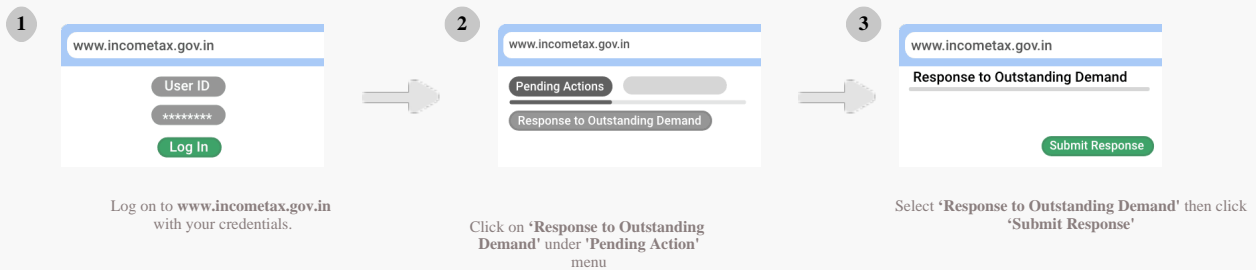 1
www.incometax.gov.in
User ID
********
Log In
Log on to www.incometax.gov.in
with your credentials.
2
www.incometax.gov.in
Pending Actions
Response to Outstanding Demand
Click on ‘Response to Outstanding
Demand' under 'Pending Action'
menu
3
www.incometax.gov.in
Response to Outstanding Demand
Submit Response
Select ‘Response to Outstanding Demand' then click
‘Submit Response'